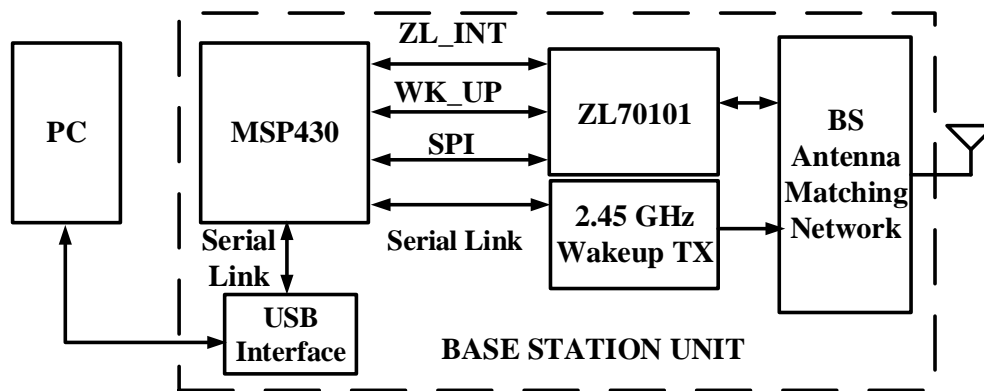 ZL_INT
PC
MSP430
WK_UP
ZL70101
SPI
BS
Antenna
Matching
Network
Serial
Link
Serial Link
2.45 GHz
Wakeup TX
USB
Interface
BASE STATION UNIT